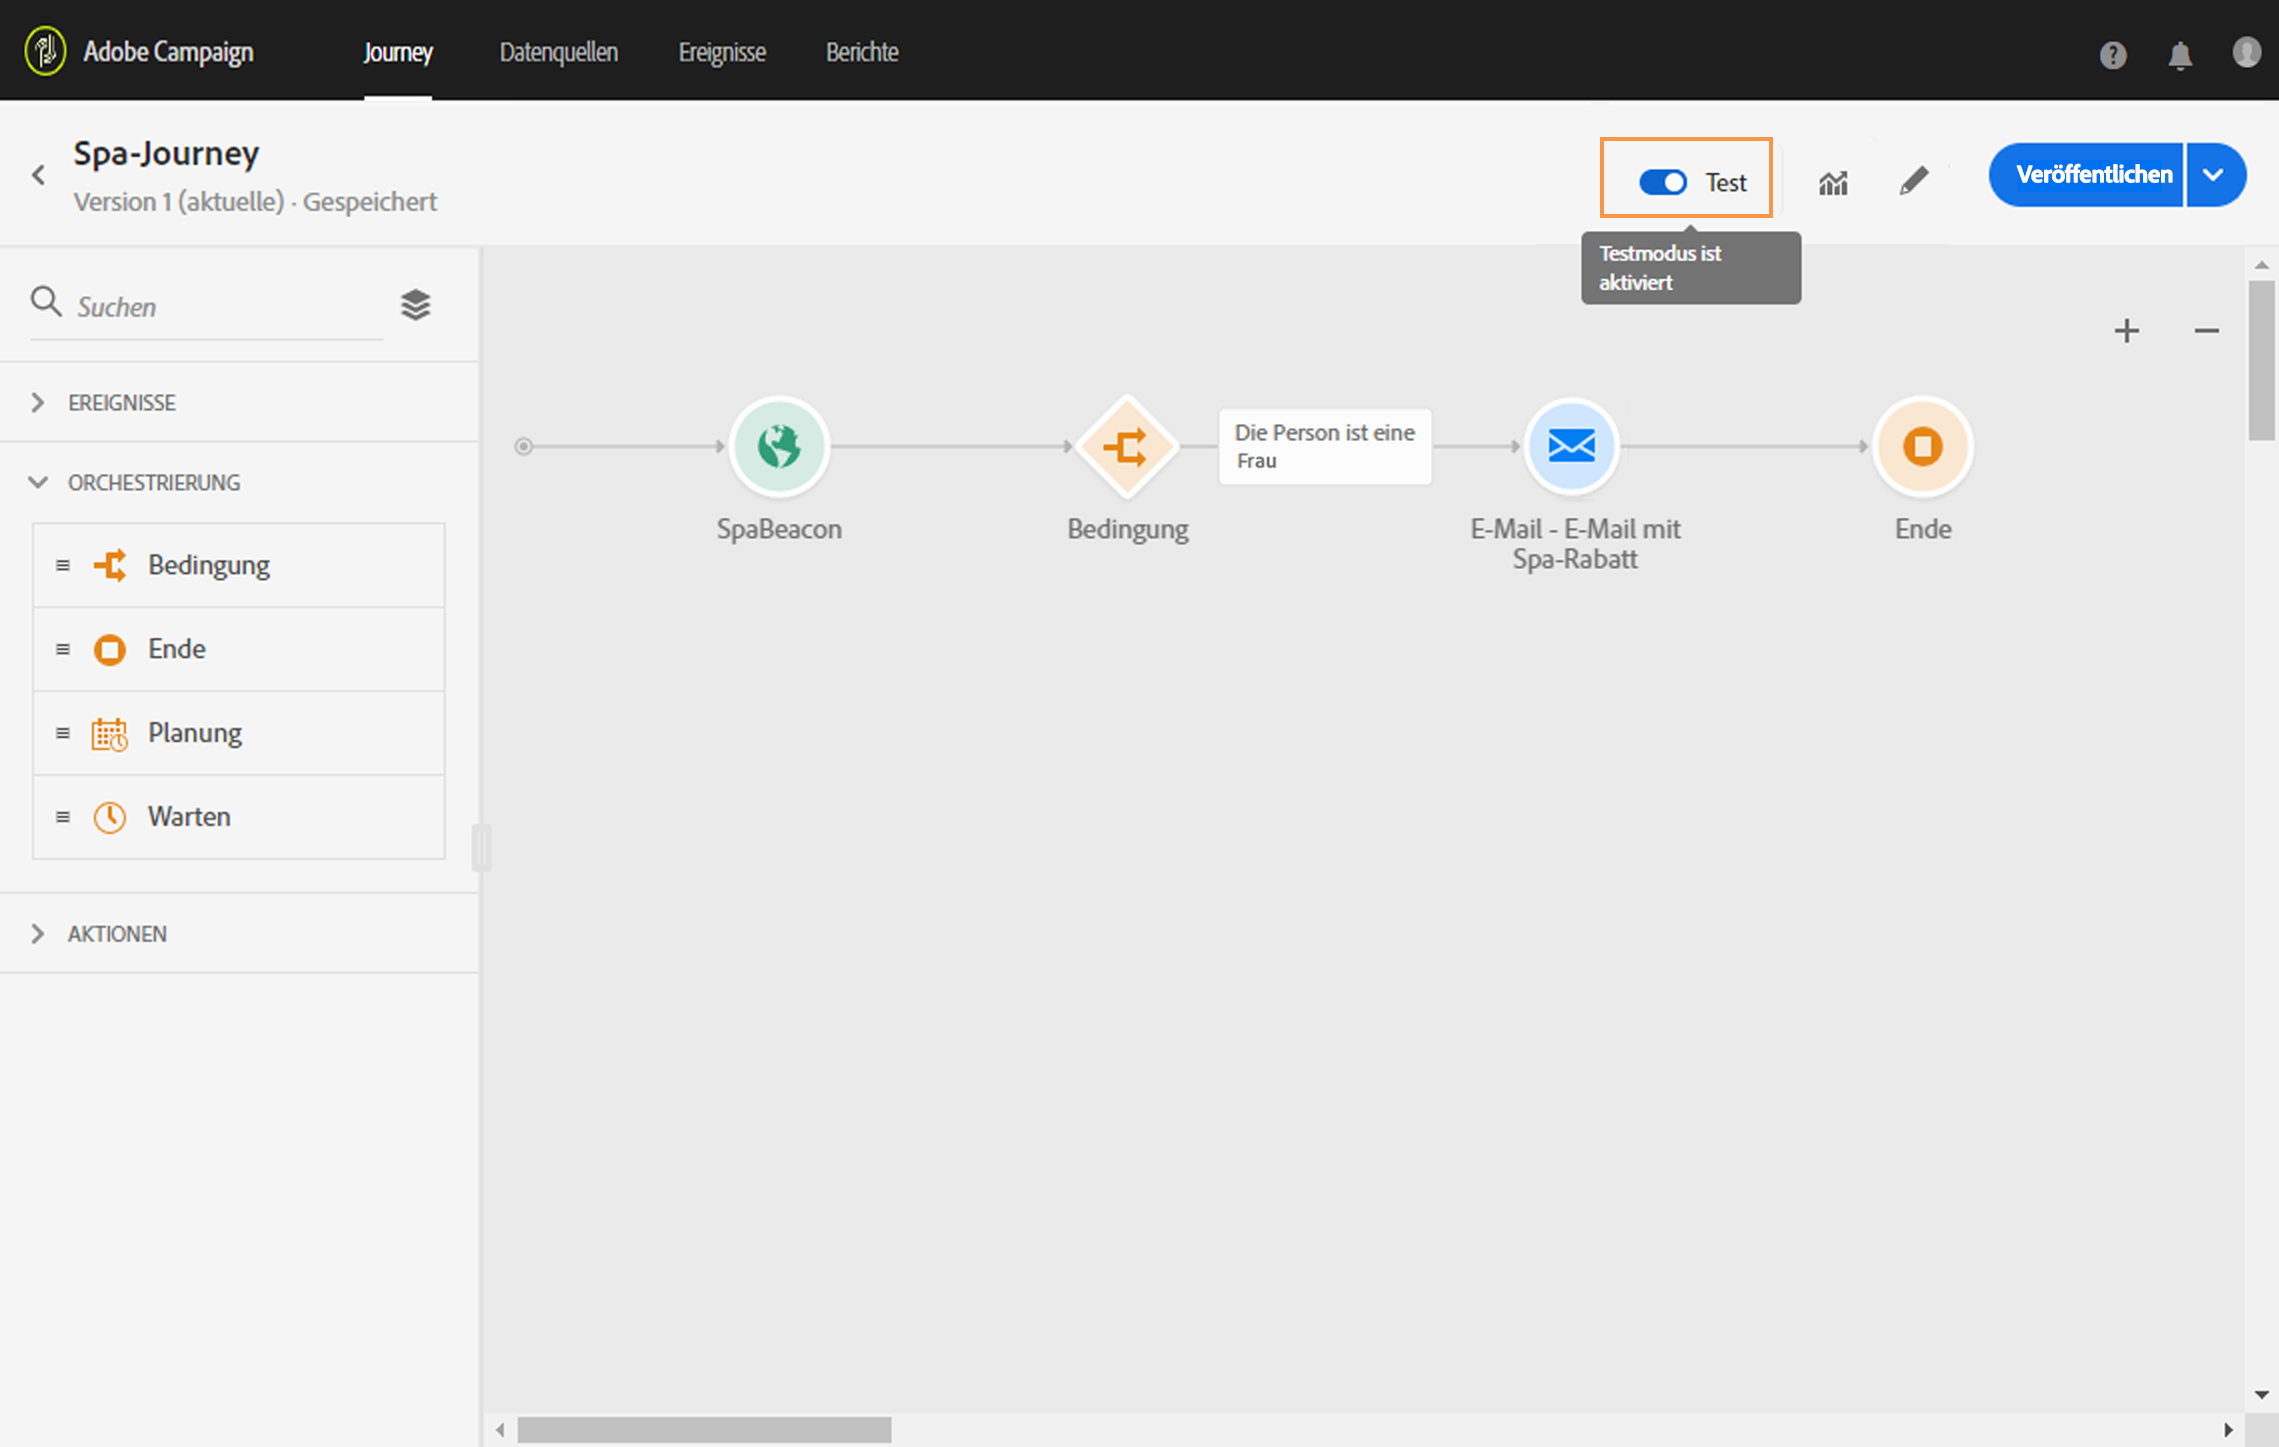 Adobe Campaign
Journey
Datenquellen
Ereignisse
Berichte
Spa-Journey
Version 1 (aktuelle) · Gespeichert
Test
Veröffentlichen
Testmodus ist
aktiviert
Suchen
EREIGNISSE
ORCHESTRIERUNG
Bedingung
Ende
Planung
Warten
AKTIONEN
SpaBeacon
Bedingung
Die Person ist eine
Frau
E-Mail - E-Mail mit
Spa-Rabatt
Ende